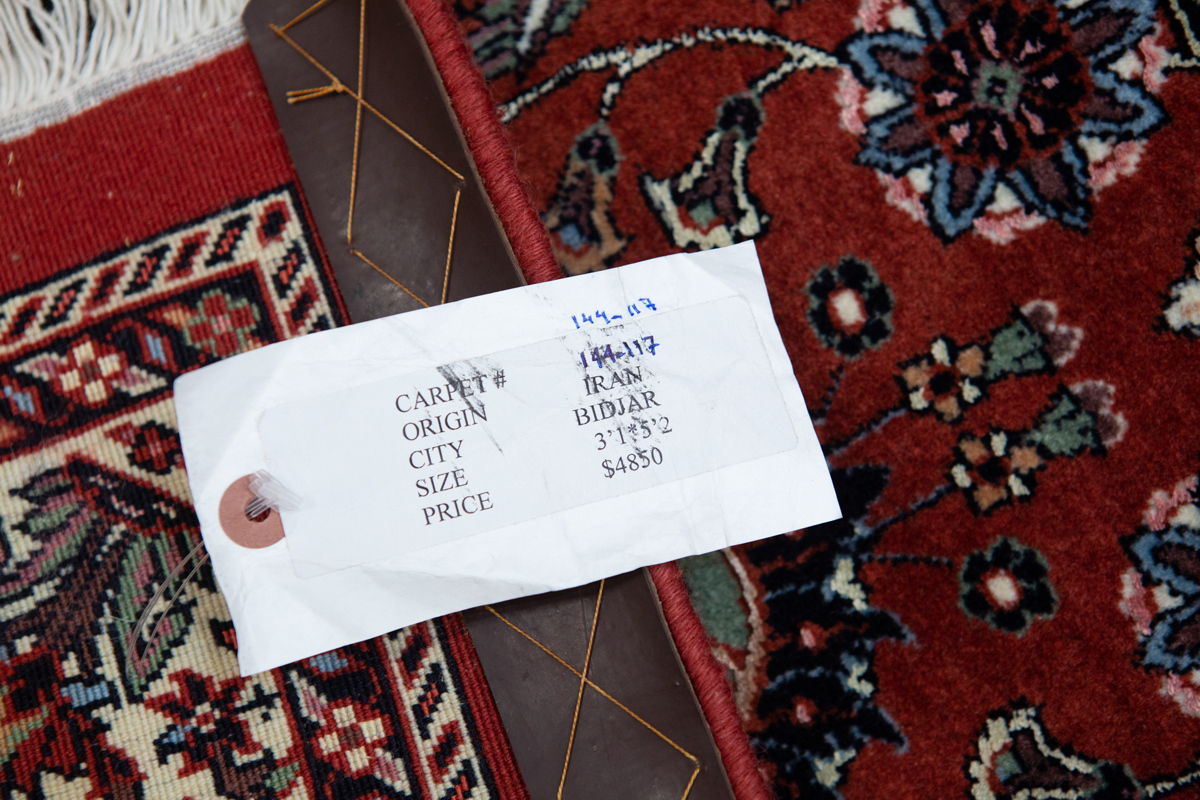 144-117
CARPET # 144-117
ORIGIN IRAN
CITY BIDJAR
SIZE 3'1*5'2
PRICE $4850